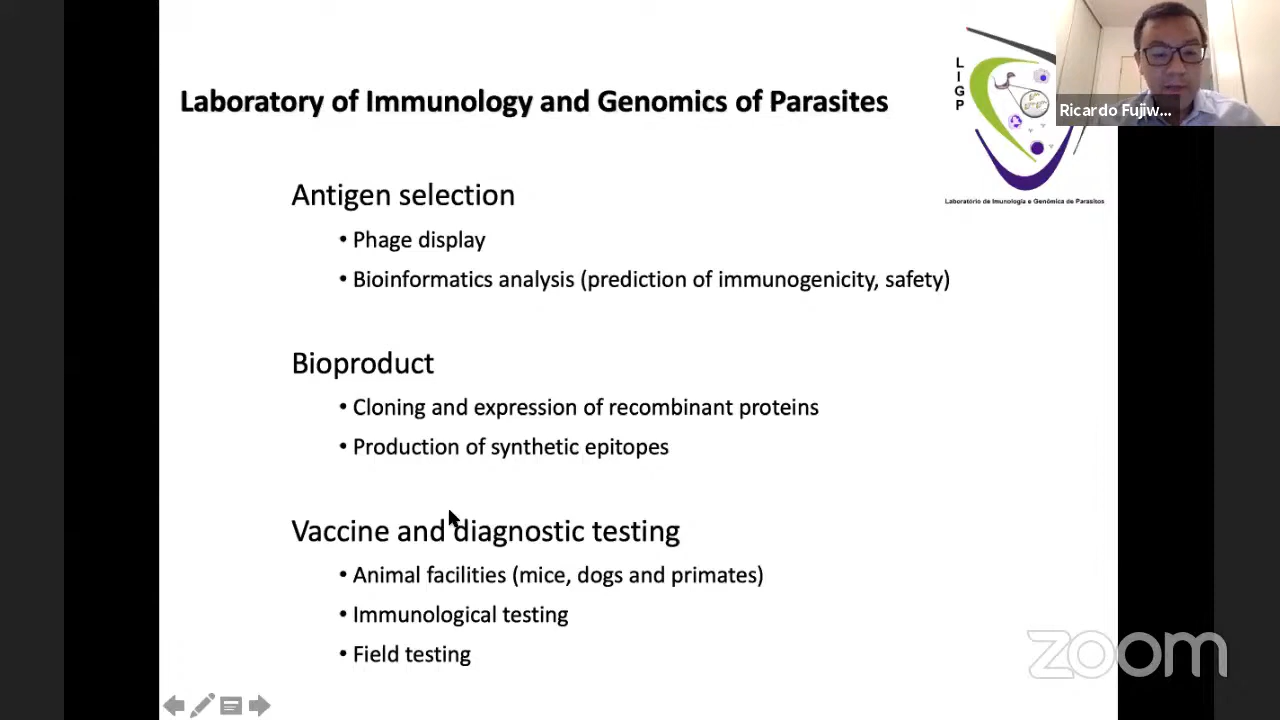 Laboratory of Immunology and Genomics of Parasites
L
I
G
P
Laboratório de Imunologia e Genômica de Parasitos
Ricardo Fujiw...
Antigen selection
• Phage display
• Bioinformatics analysis (prediction of immunogenicity, safety)
Bioproduct
• Cloning and expression of recombinant proteins
• Production of synthetic epitopes
Vaccine and diagnostic testing
• Animal facilities (mice, dogs and primates)
• Immunological testing
• Field testing
zoom